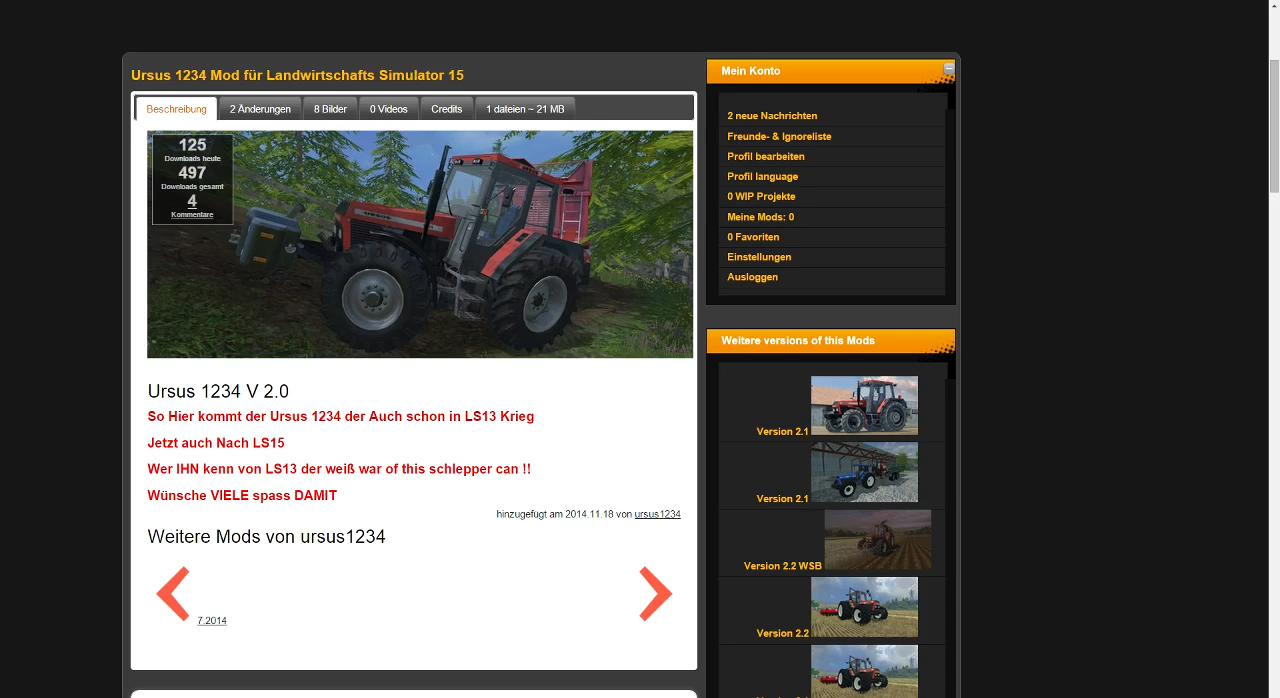 Ursus 1234 Mod für Landwirtschafts Simulator 15
Beschreibung
2 Änderungen
8 Bilder
0 Videos
Credits
1 dateien ~ 21 MB
125
Downloads heute
497
Downloads gesamt
4
Kommentare
URSUS
Ursus 1234 V 2.0
So Hier kommt der Ursus 1234 der Auch schon in LS13 Krieg
Jetzt auch Nach LS15
Wer IHN kenn von LS13 der weiß war of this schlepper can !!
Wünsche VIELE spass DAMIT
hinzugefügt am 2014.11.18 von ursus1234
Weitere Mods von ursus1234
7.2014
Mein Konto
2 neue Nachrichten
Freunde- & Ignoreliste
Profil bearbeiten
Profil language
0 WIP Projekte
Meine Mods: 0
0 Favoriten
Einstellungen
Ausloggen
Weitere versions of this Mods
Version 2.1
Version 2.1
Version 2.2 WSB
Version 2.2